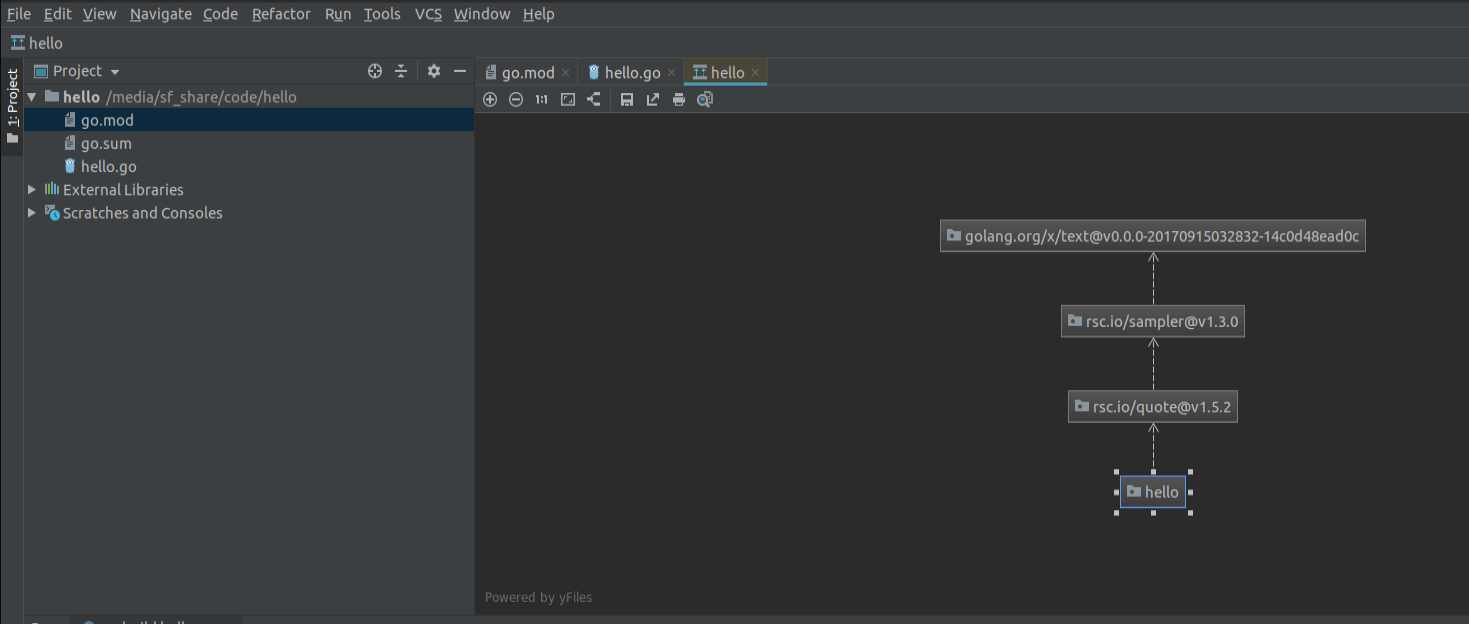 File Edit View Navigate Code Refactor Run Tools VCS Window Help
hello
1: Project
Project
hello /media/sf_share/code/hello
go.mod
go.sum
hello.go
External Libraries
Scratches and Consoles
go.mod hello.go hello
1:1
golang.org/x/text@v0.0.0-20170915032832-14c0d48ead0c
rsc.io/sampler@v1.3.0
rsc.io/quote@v1.5.2
hello
Powered by yFiles